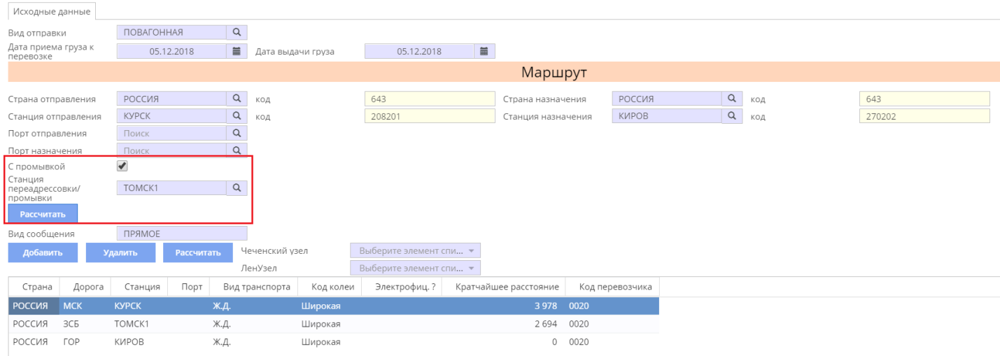 Исходные данные
Вид отправки ПОВАГОННАЯ
Дата приема груза к перевозке 05.12.2018 Дата выдачи груза 05.12.2018
Маршрут
Страна отправления РОССИЯ код 643 Страна назначения РОССИЯ код 643
Станция отправления КУРСК код 208201 Станция назначения КИРОВ код 270202
Порт отправления Поиск
Порт назначения Поиск
С промывкой
Станция
переадрессовки/
промывки
ТОМСК1
Рассчитать
Вид сообщения ПРЯМОЕ
Добавить Удалить Рассчитать Чеченский узел Выберите элемент спи...
ЛенУзел Выберите элемент спи...
Страна Дорога Станция Порт Вид транспорта Код колеи Электрофиц. ? Кратчайшее расстояние Код перевозчика
РОССИЯ МСК КУРСК Ж.Д. Широкая 3 978 0020
РОССИЯ ЗСБ ТОМСК1 Ж.Д. Широкая 2 694 0020
РОССИЯ ГОР КИРОВ Ж.Д. Широкая 0 0020